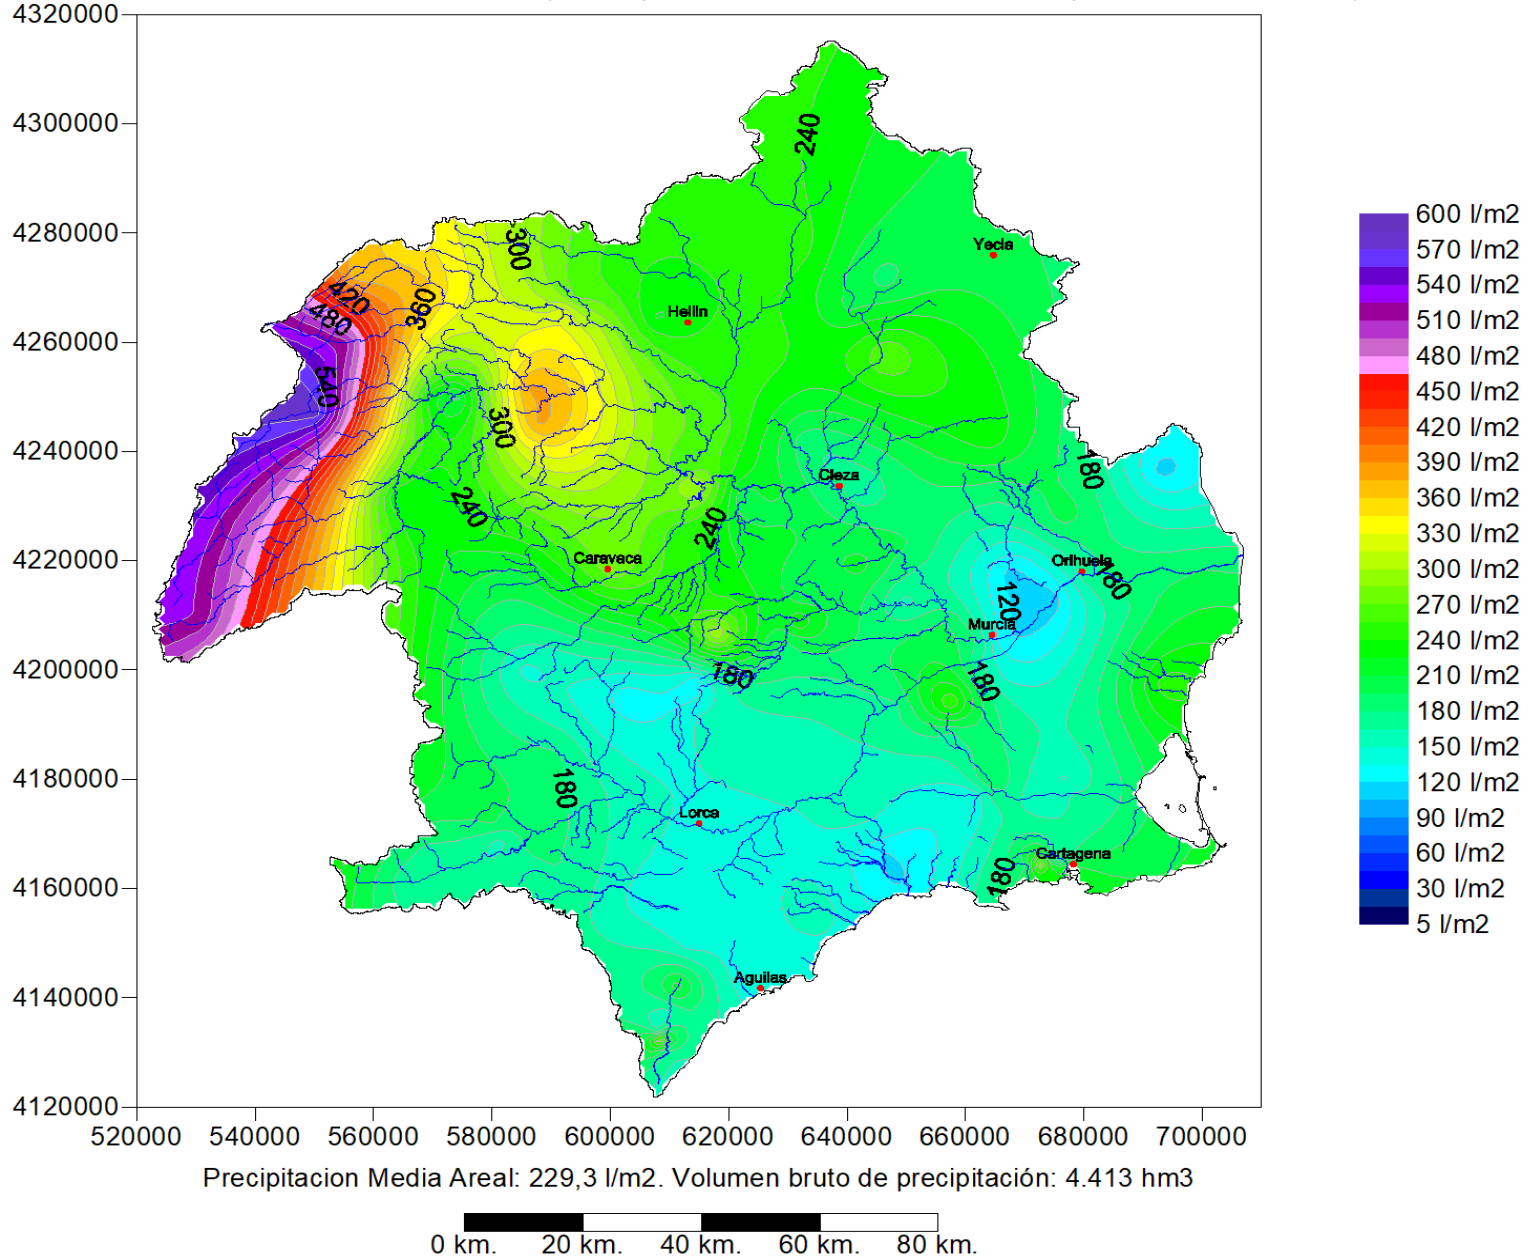 4320000
4300000
4280000
4260000
4240000
4220000
4200000
4180000
4160000
4140000
4120000
520000 540000 560000 580000 600000 620000 640000 660000 680000 700000
240
300
Yecla
420
480
360
Hellin
540
300
240
Cieza
180
240
Caravaca
Orihuela
180
120
Murcia
180
180
180
Lorca
Cartagena
180
Aguilas
600 l/m2
570 l/m2
540 l/m2
510 l/m2
480 l/m2
450 l/m2
420 l/m2
390 l/m2
360 l/m2
330 l/m2
300 l/m2
270 l/m2
240 l/m2
210 l/m2
180 l/m2
150 l/m2
120 l/m2
90 l/m2
60 l/m2
30 l/m2
5 l/m2
Precipitacion Media Areal: 229,3 l/m2. Volumen bruto de precipitación: 4.413 hm3
0 km. 20 km. 40 km. 60 km. 80 km.